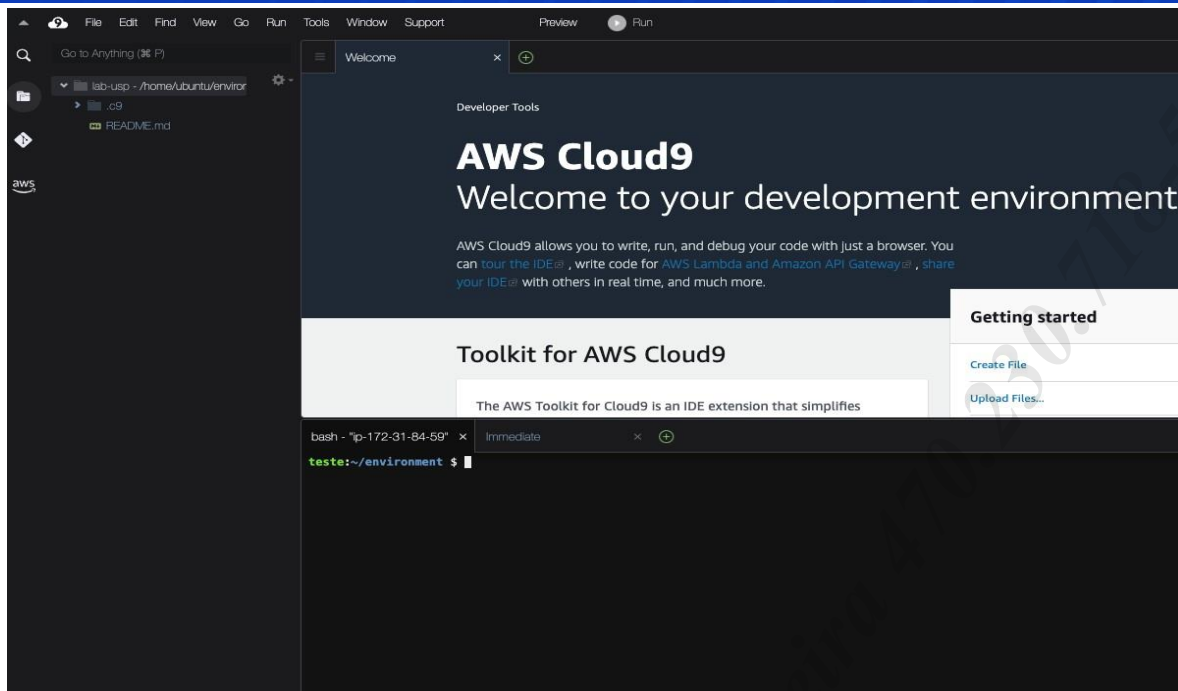 File Edit Find View Go Run Tools Window Support Preview Run
Go to Anything (⌘ P)
lab-usp - /home/ubuntu/enviror
.c9
README.md
aws
Welcome
Developer Tools
AWS Cloud9
Welcome to your development environment
AWS Cloud9 allows you to write, run, and debug your code with just a browser. You
can tour the IDE , write code for AWS Lambda and Amazon API Gateway , share
your IDE with others in real time, and much more.
Getting started
Create File
Upload Files...
Toolkit for AWS Cloud9
The AWS Toolkit for Cloud9 is an IDE extension that simplifies
bash - "ip-172-31-84-59" × Immediate ×
teste:~/environment $